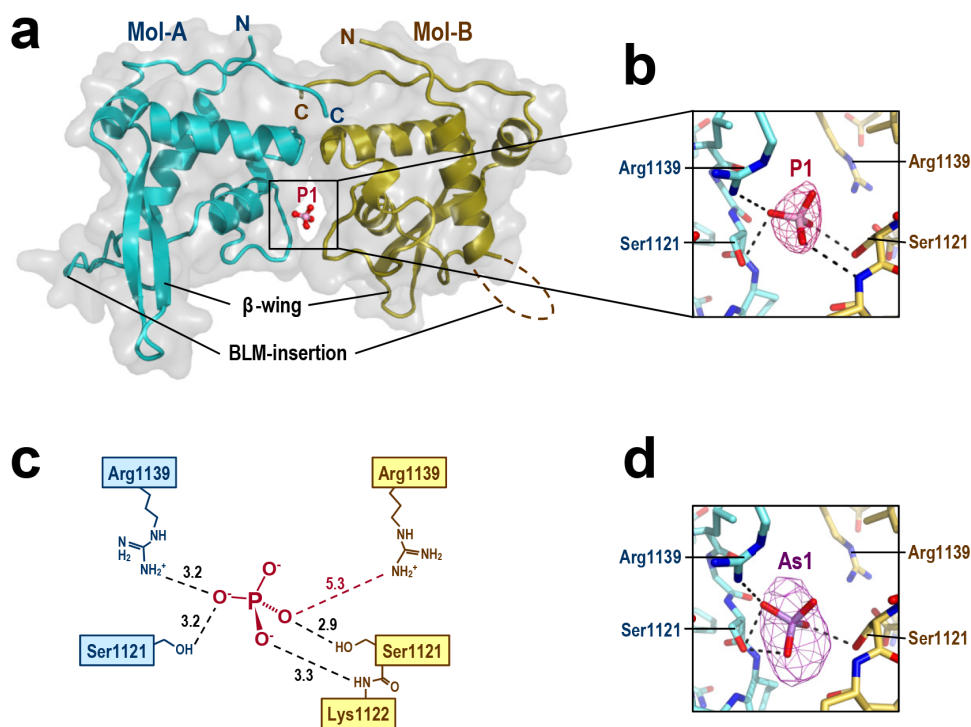 a
Mol-A
N
N
Mol-B
C
C
P1
β-wing
BLM-insertion
b
Arg1139
P1
Arg1139
Ser1121
Ser1121
c
Arg1139
Arg1139
NH
N
H₂
NH₂⁺
NH
NH₂
NH₂⁺
3.2
O⁻
5.3
O⁻
P
O
3.2
2.9
O⁻
Ser1121
OH
HO
Ser1121
3.3
HN
O
Lys1122
d
Arg1139
As1
Arg1139
Ser1121
Ser1121